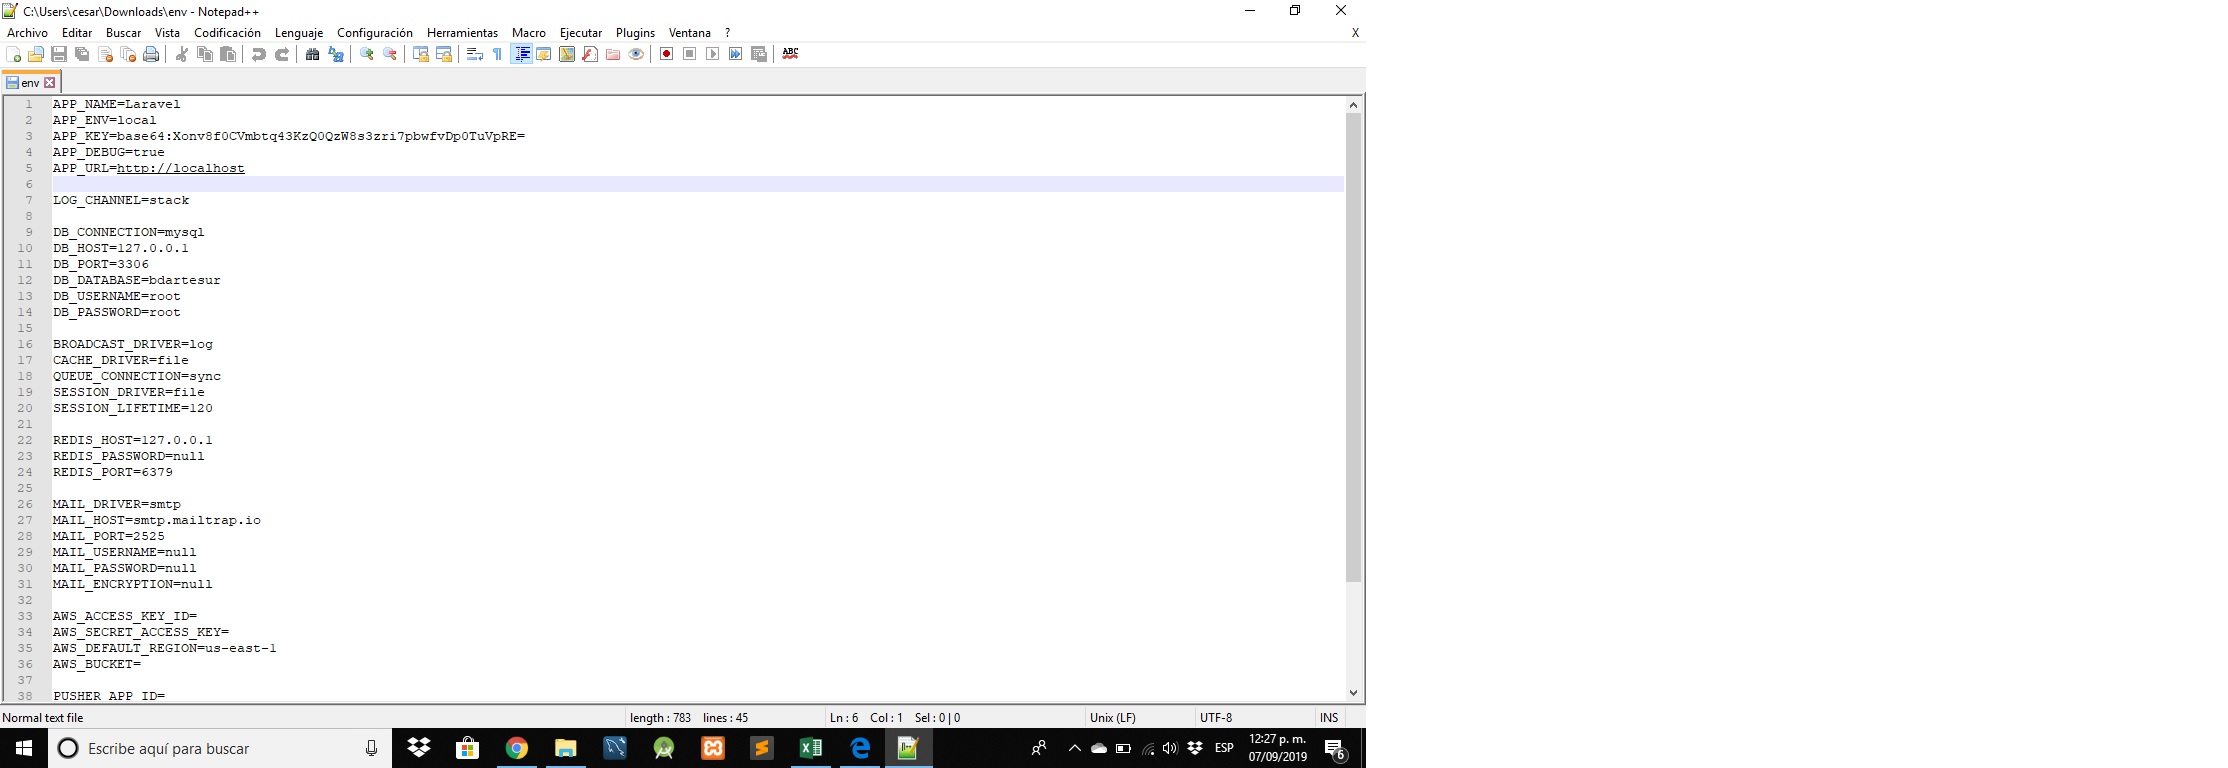 C:\Users\cesar\Downloads\env - Notepad++
Archivo Editar Buscar Vista Codificación Lenguaje Configuración Herramientas Macro Ejecutar Plugins Ventana ? X
ABC
env
1 APP_NAME=Laravel
2 APP_ENV=local
3 APP_KEY=base64:Xonv8f0CVmbtq43KzQ0QzW8s3zri7pbwfvDp0TuVpRE=
4 APP_DEBUG=true
5 APP_URL=http://localhost
6
7 LOG_CHANNEL=stack
8
9 DB_CONNECTION=mysql
10 DB_HOST=127.0.0.1
11 DB_PORT=3306
12 DB_DATABASE=bdartesur
13 DB_USERNAME=root
14 DB_PASSWORD=root
15
16 BROADCAST_DRIVER=log
17 CACHE_DRIVER=file
18 QUEUE_CONNECTION=sync
19 SESSION_DRIVER=file
20 SESSION_LIFETIME=120
21
22 REDIS_HOST=127.0.0.1
23 REDIS_PASSWORD=null
24 REDIS_PORT=6379
25
26 MAIL_DRIVER=smtp
27 MAIL_HOST=smtp.mailtrap.io
28 MAIL_PORT=2525
29 MAIL_USERNAME=null
30 MAIL_PASSWORD=null
31 MAIL_ENCRYPTION=null
32
33 AWS_ACCESS_KEY_ID=
34 AWS_SECRET_ACCESS_KEY=
35 AWS_DEFAULT_REGION=us-east-1
36 AWS_BUCKET=
37
38 PUSHER_APP_ID=
Normal text file length : 783 lines : 45 Ln : 6 Col : 1 Sel : 0 | 0 Unix (LF) UTF-8 INS
Escribe aquí para buscar ESP 12:27 p. m. 6
07/09/2019